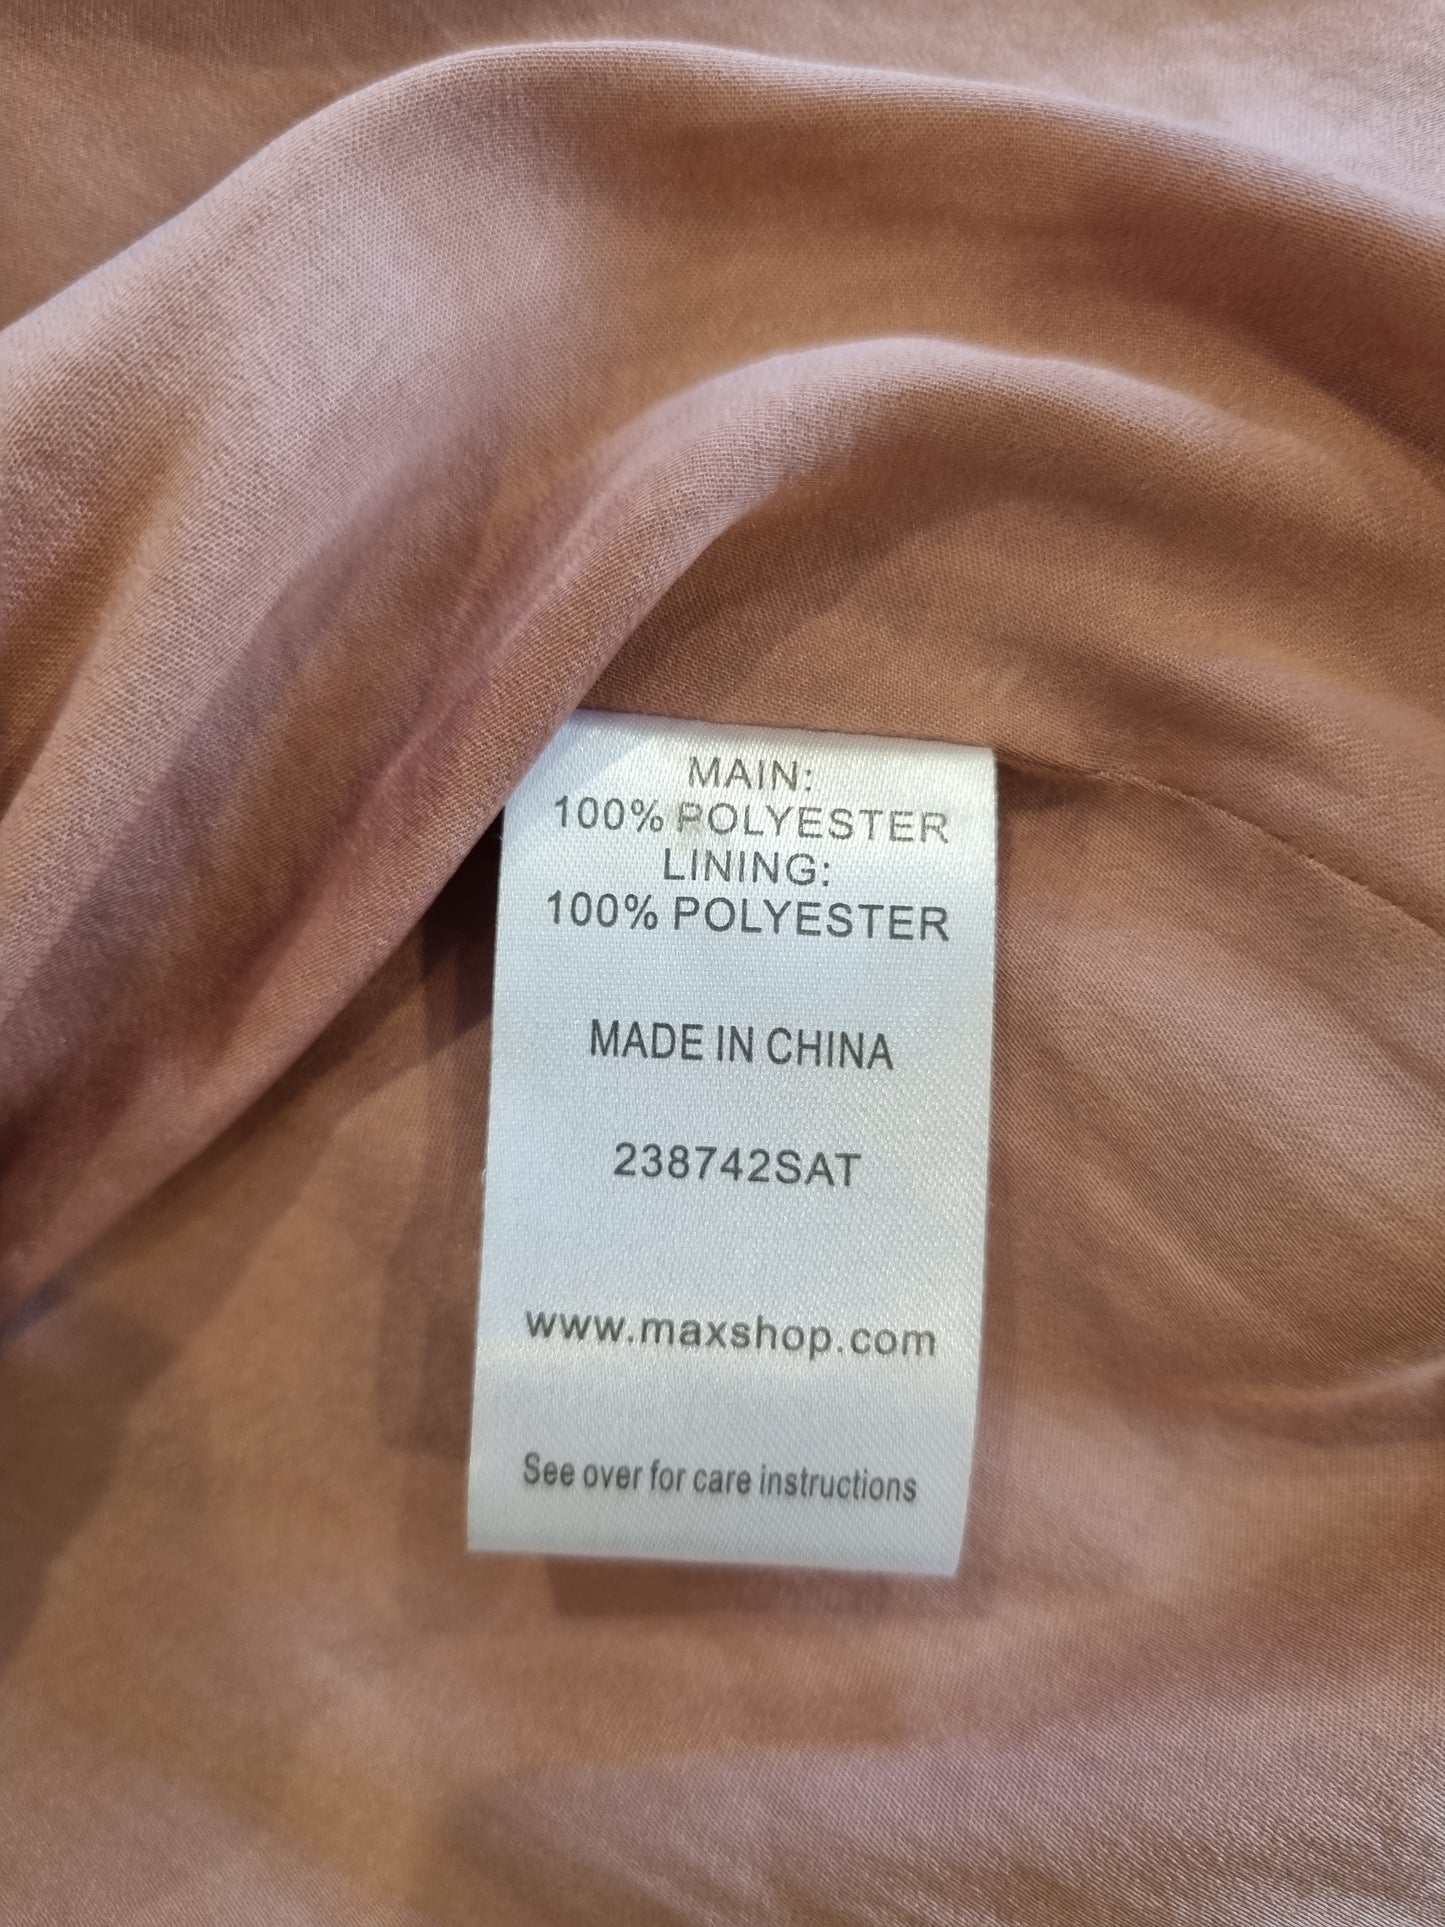 MAIN:
100% POLYESTER
LINING:
100% POLYESTER
MADE IN CHINA
238742SAT
www.maxshop.com
See over for care instructions